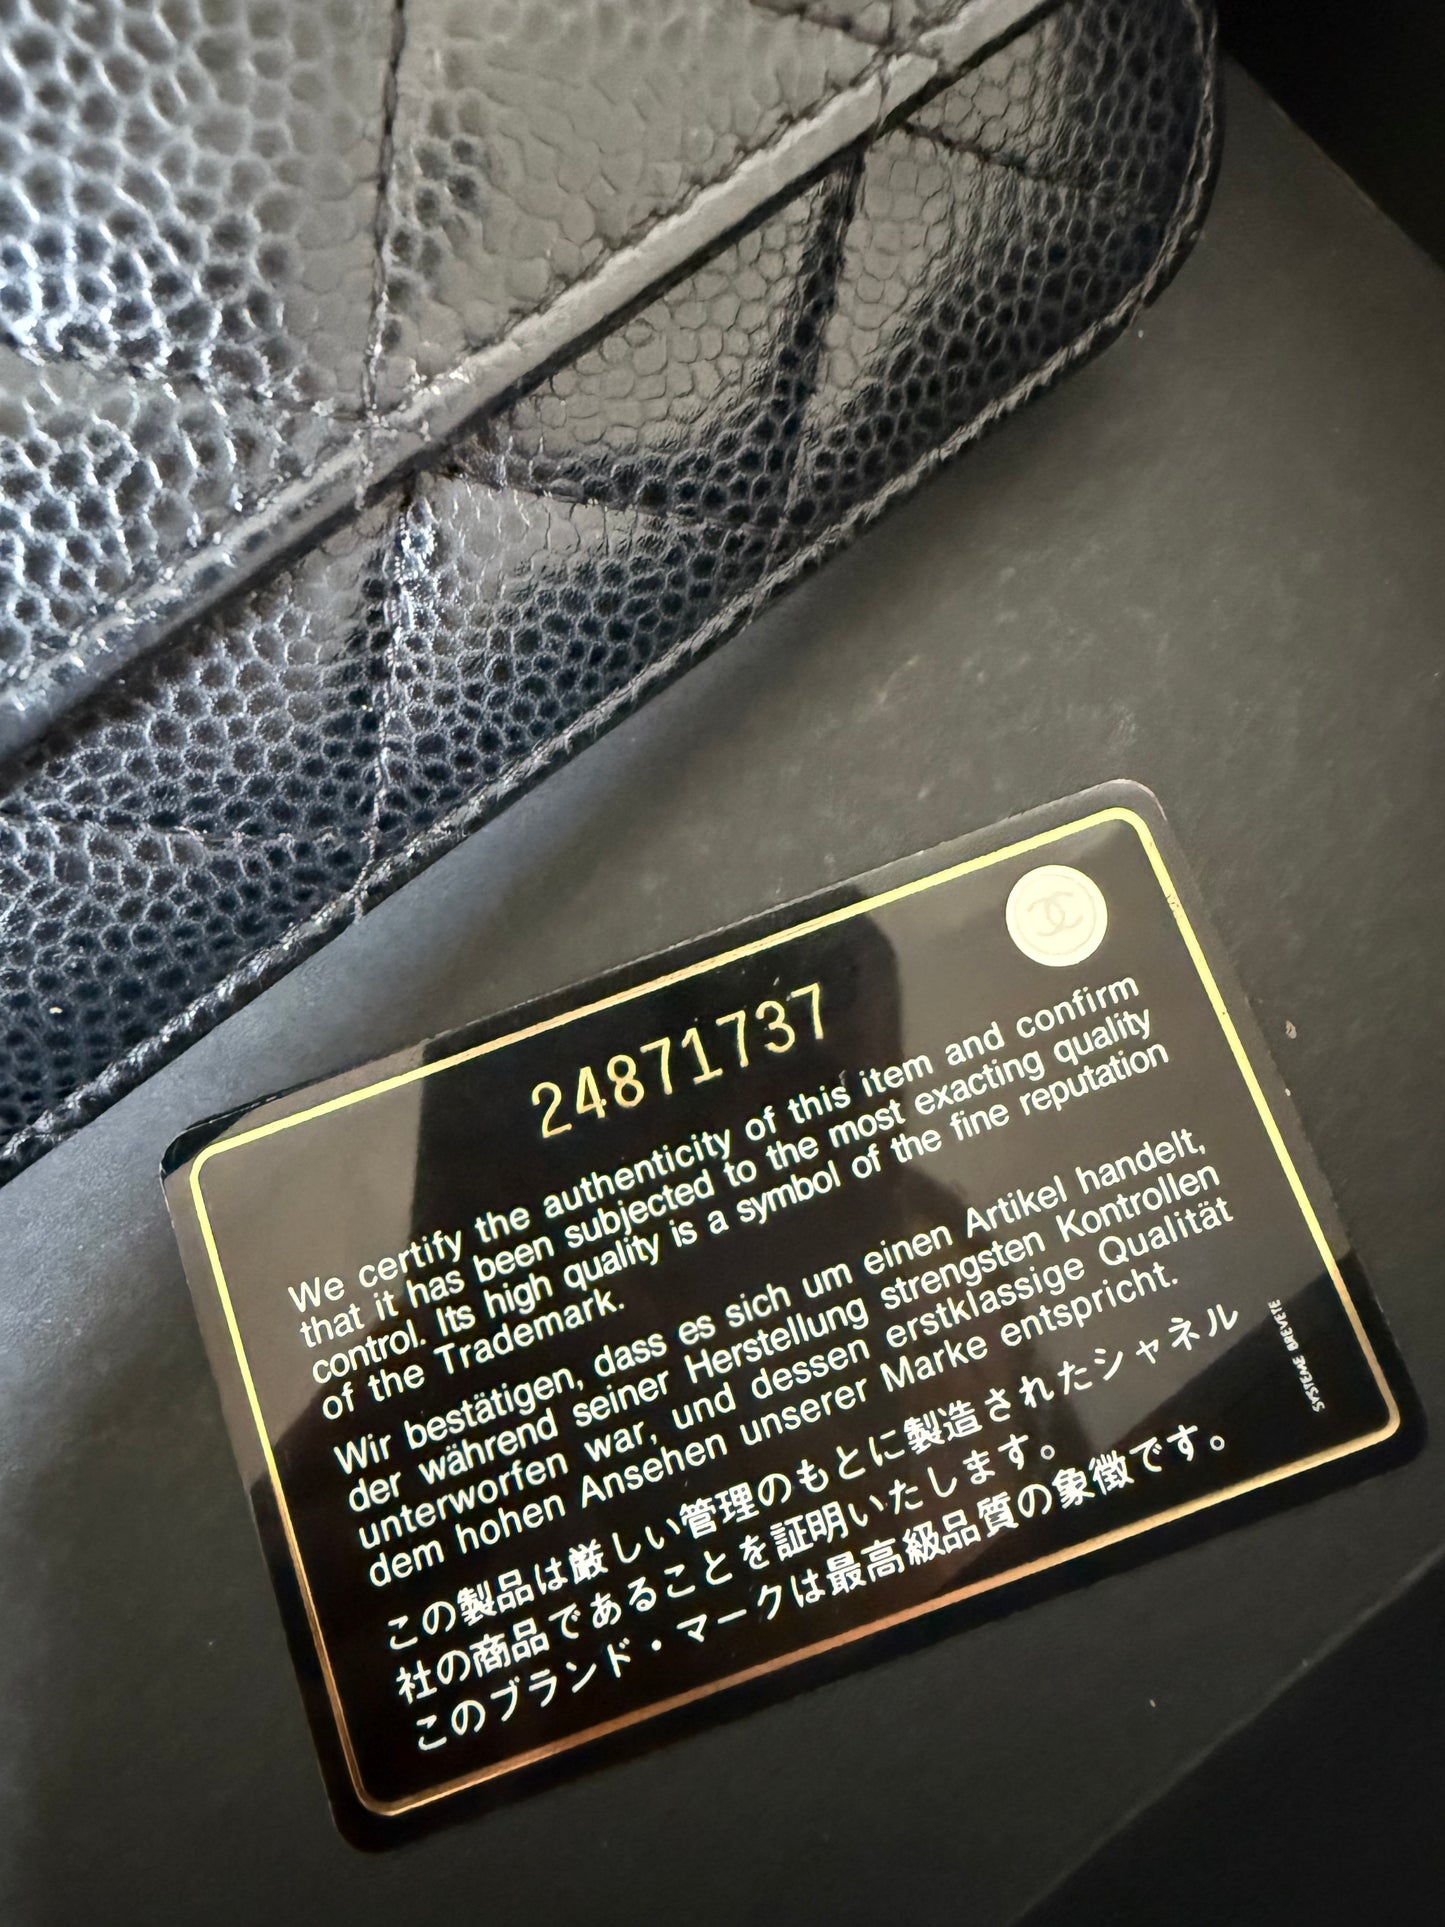 24871737
We certify the authenticity of this item and confirm
that it has been subjected to the most exacting quality
control. Its high quality is a symbol of the fine reputation
of the Trademark.
Wir bestätigen, dass es sich um einen Artikel handelt,
der während seiner Herstellung strengsten Kontrollen
unterworfen war, und dessen erstklassige Qualität
dem hohen Ansehen unserer Marke entspricht.
この製品は厳しい管理のもとに製造されたシャネル
社の商品であることを証明いたします。
このブランド・マークは最高級品質の象徴です。
SYSTEME BREVETE